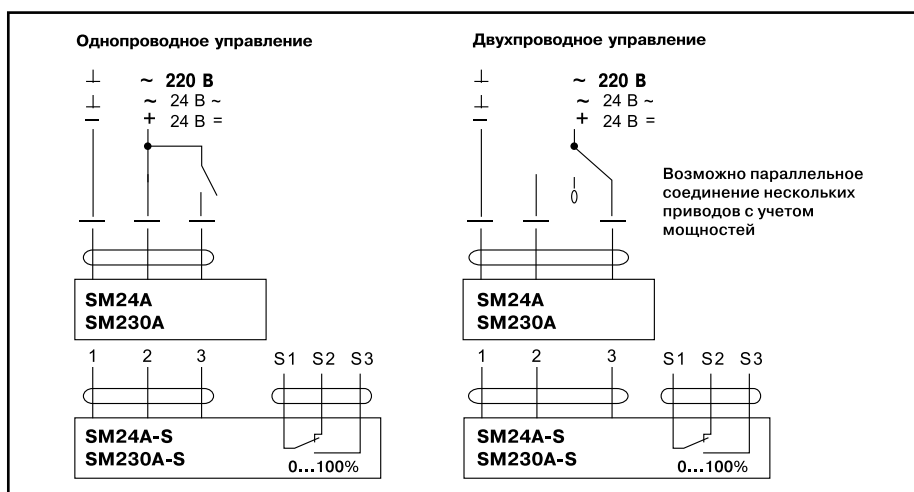 Однопроводное управление
~ 220 В
~ 24 В ~
+ 24 В =
SM24A
SM230A
1 2 3 S1 S2 S3
SM24A-S
SM230A-S
0...100%
Двухпроводное управление
~ 220 В
~ 24 В ~
+ 24 В =
Возможно параллельное
соединение нескольких
приводов с учетом
мощностей
SM24A
SM230A
1 2 3 S1 S2 S3
SM24A-S
SM230A-S
0...100%